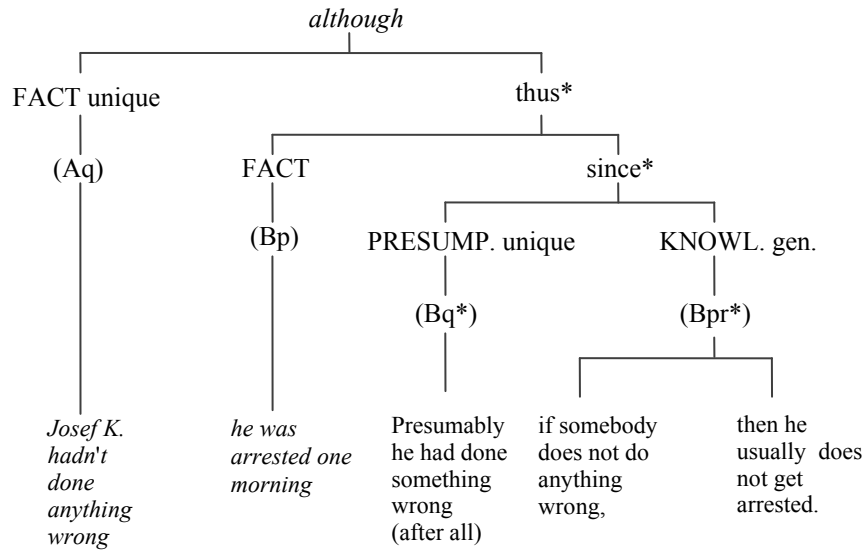 although
FACT unique
thus*
(Aq)
FACT
since*
(Bp)
PRESUMP. unique
KNOWL. gen.
(Bq*)
(Bpr*)
Josef K.
hadn't
done
anything
wrong
he was
arrested one
morning
Presumably
he had done
something
wrong
(after all)
if somebody
does not do
anything
wrong,
then he
usually does
not get
arrested.